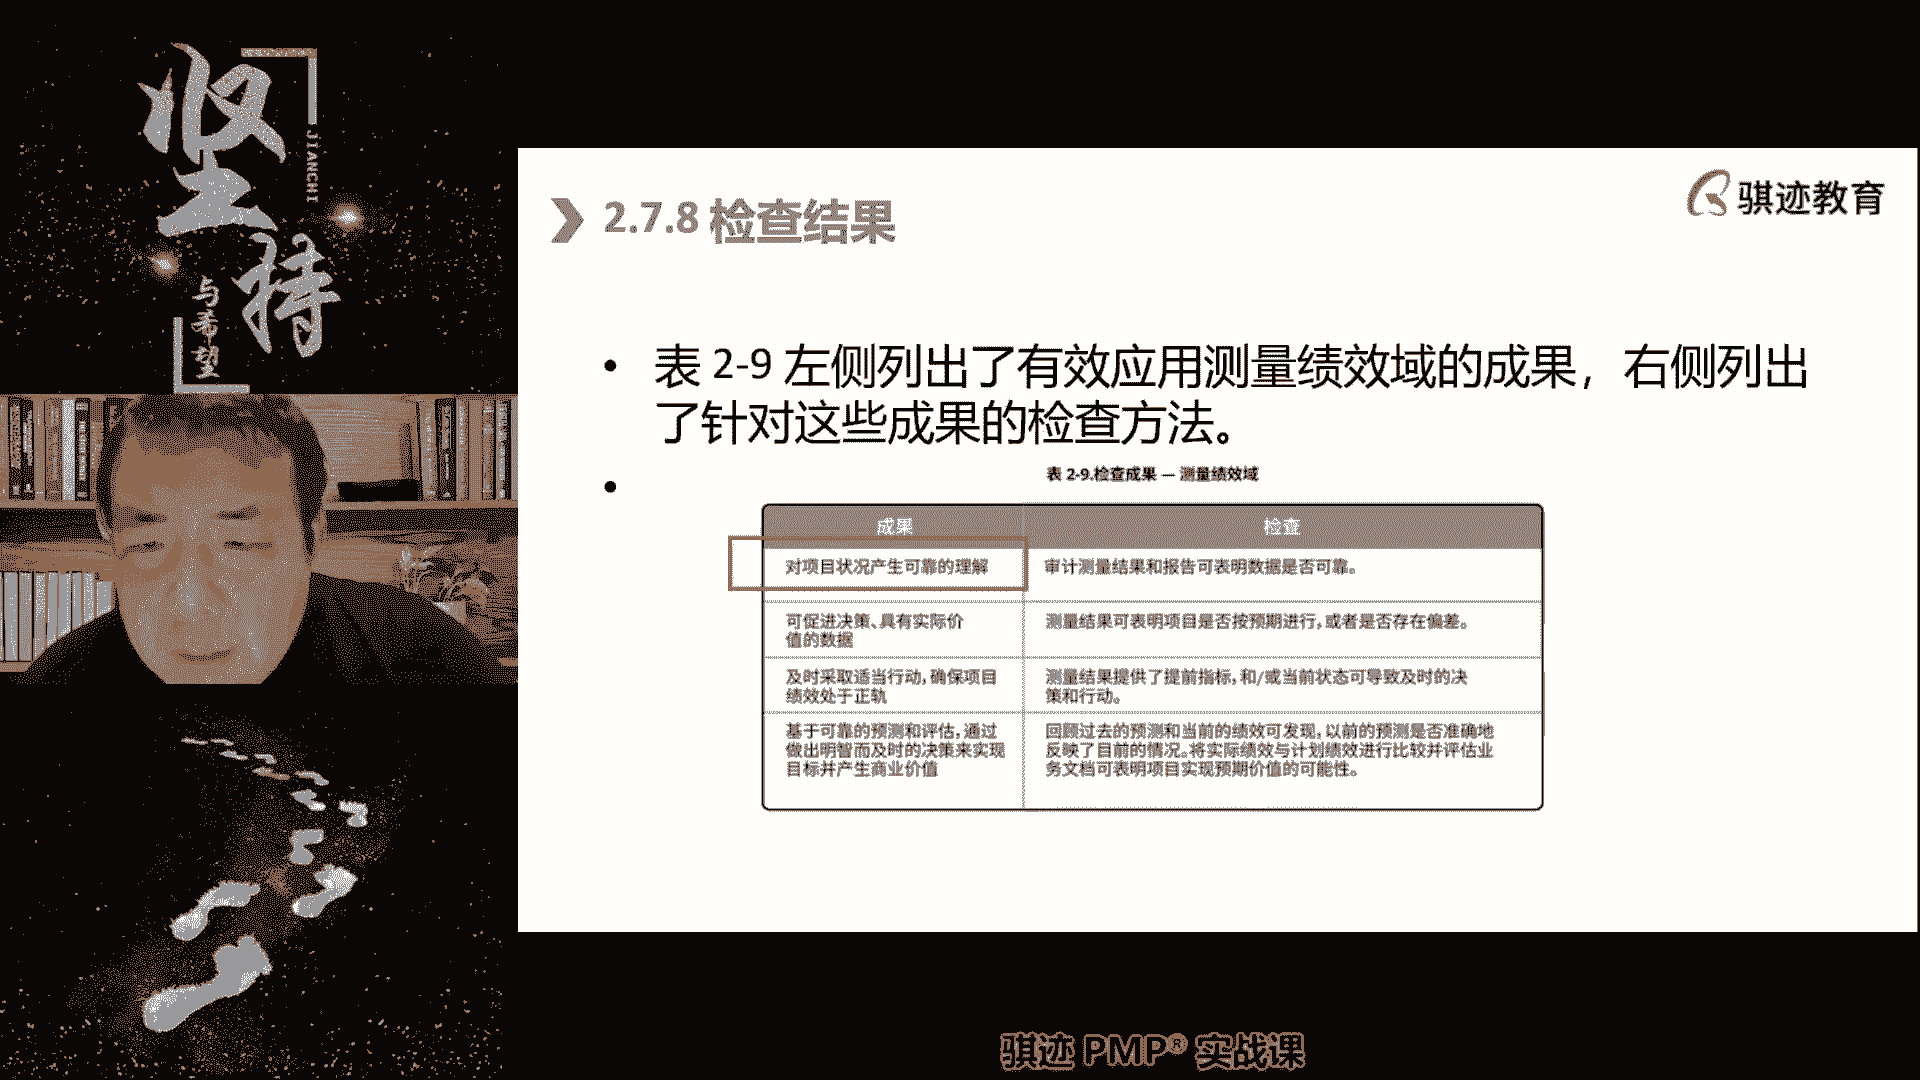 坚持
JIANCHI
与希望
骐迹教育
2.7.8 检查结果
• 表 2-9 左侧列出了有效应用测量绩效域的成果，右侧列出
了针对这些成果的检查方法。
•
表 2-9.检查成果 — 测量绩效域
成果
检查
对项目状况产生可靠的理解
审计测量结果和报告可表明数据是否可靠。
可促进决策、具有实际价
值的数据
测量结果可表明项目是否按预期进行，或者是否存在偏差。
及时采取适当行动，确保项目
绩效处于正轨
测量结果提供了提前指标，和/或当前状态可导致及时的决
策和行动。
基于可靠的预测和评估，通过
做出明智而及时的决策来实现
目标并产生商业价值
回顾过去的预测和当前的绩效可发现，以前的预测是否准确地
反映了目前的情况。将实际绩效与计划绩效进行比较并评估业
务文档可表明项目实现预期价值的可能性。
骐迹 PMP® 实战课